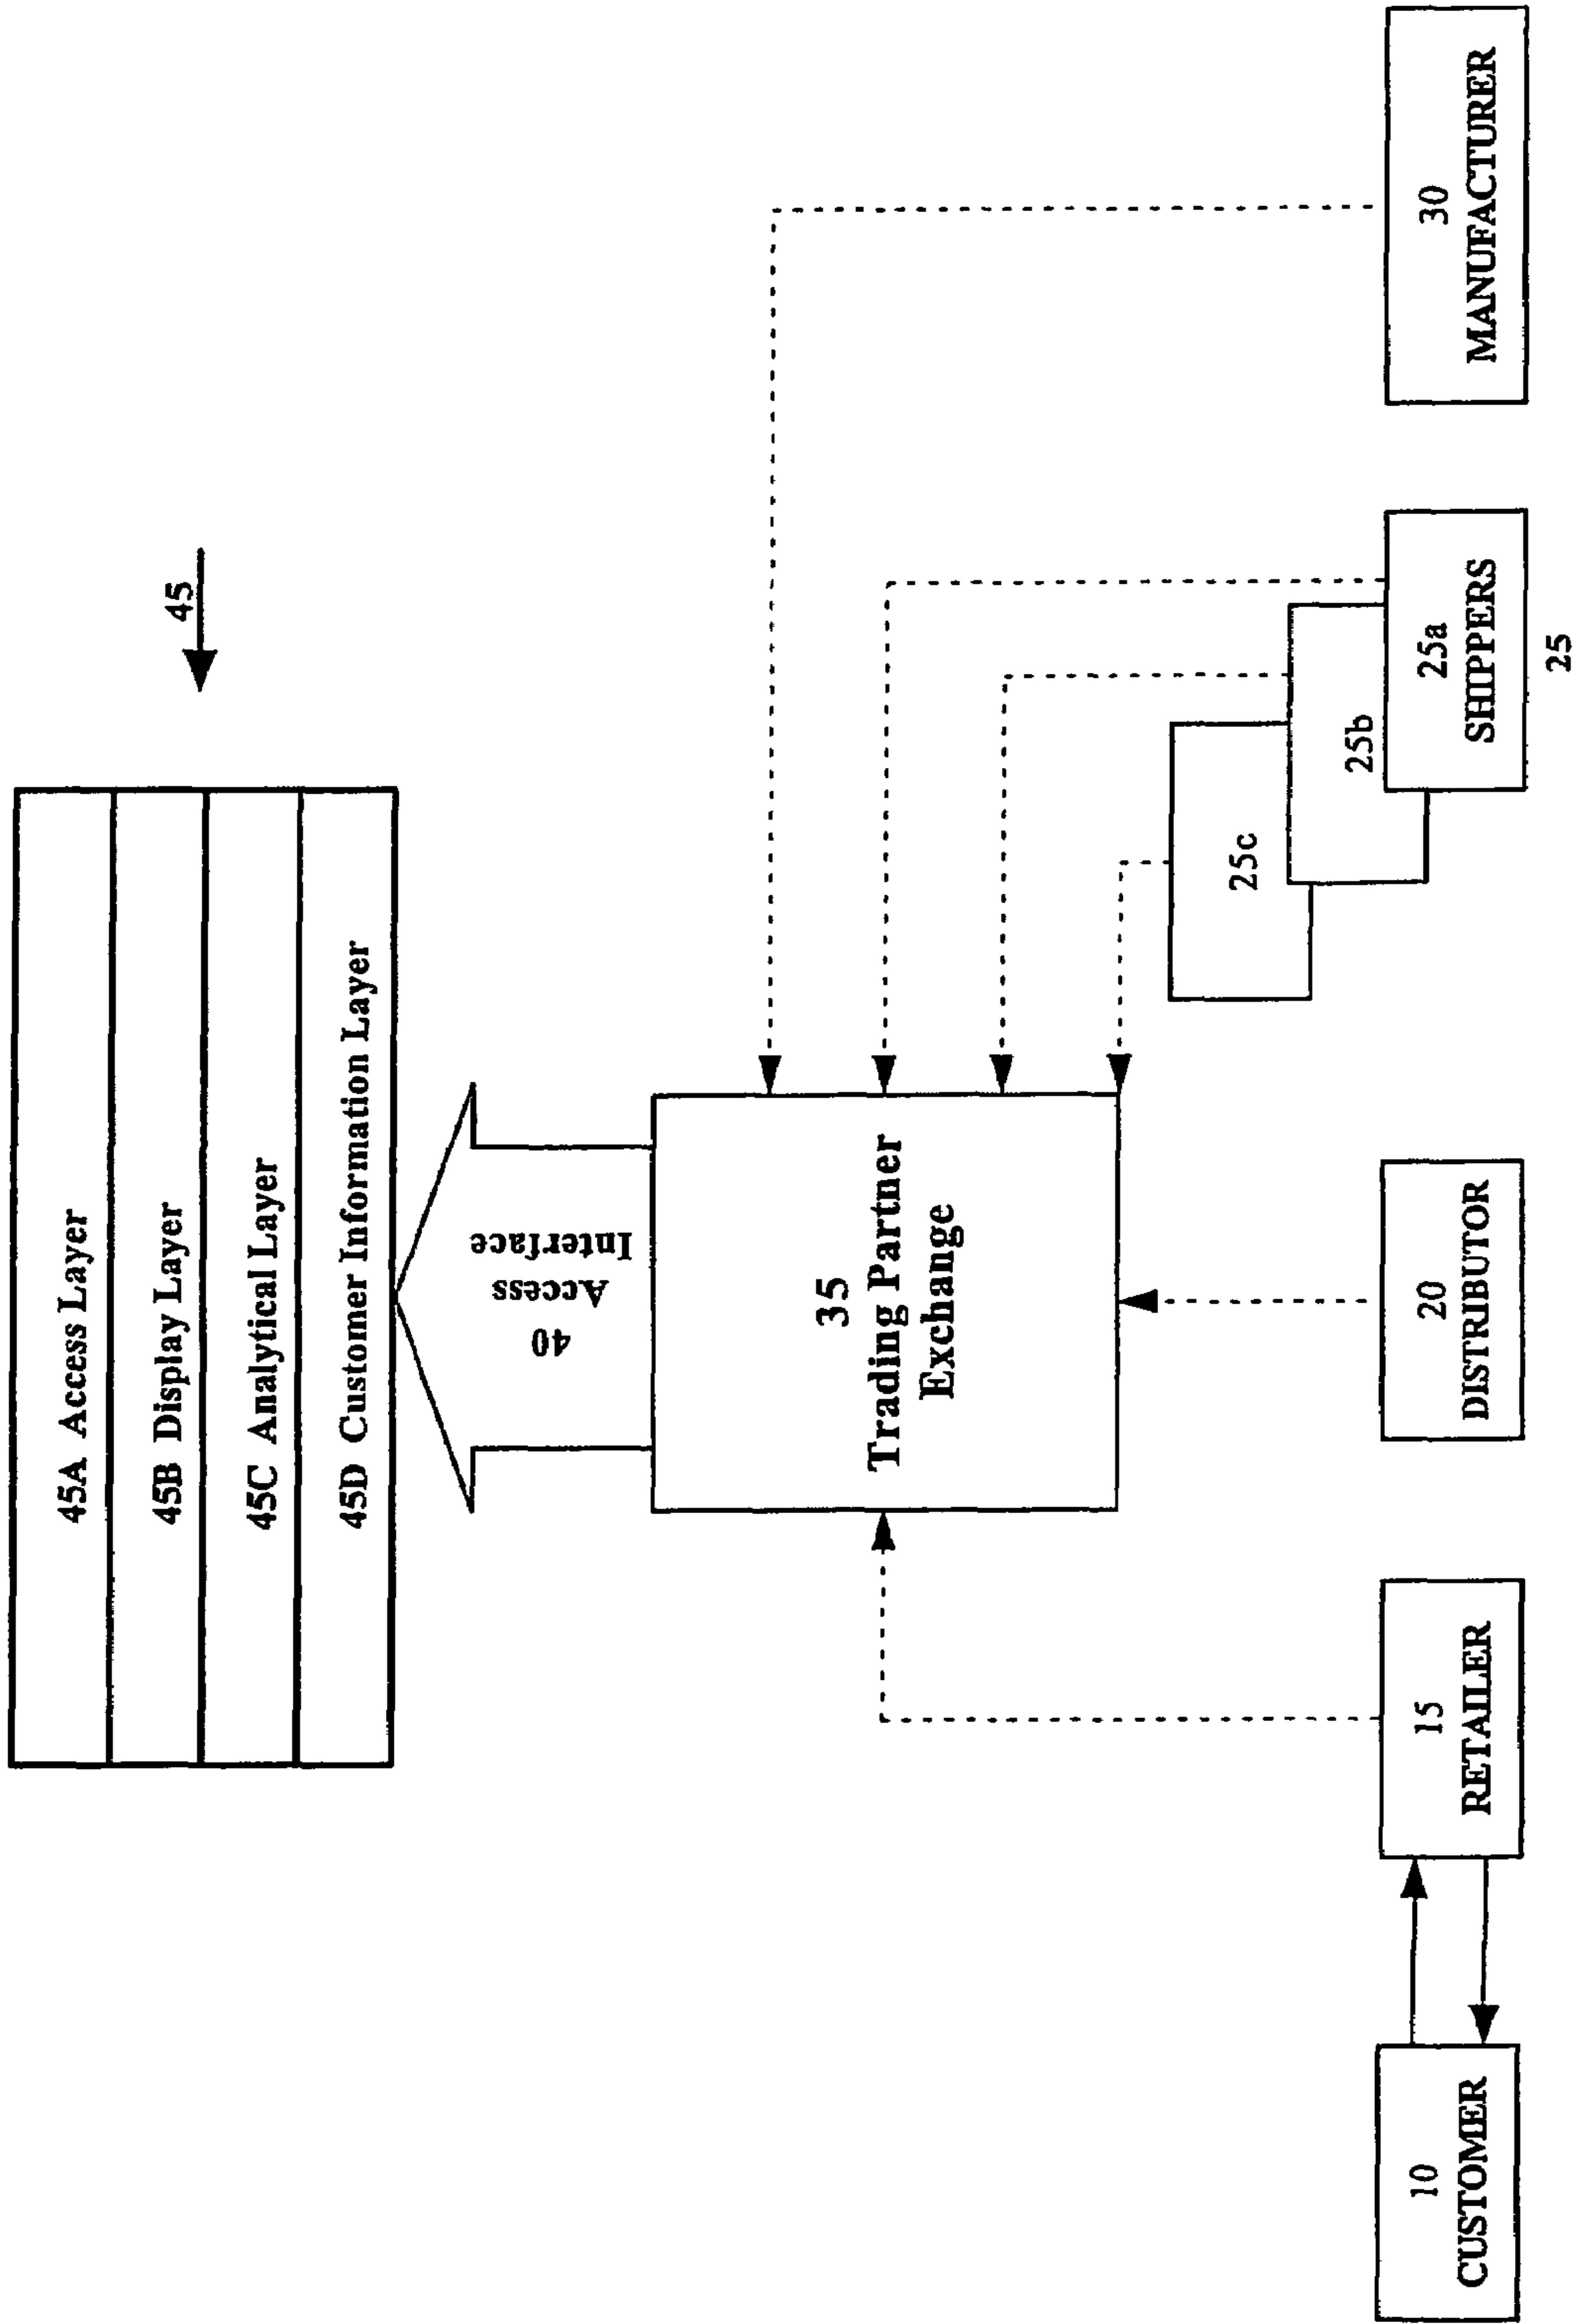 45
45A Access Layer
45B Display Layer
45C Analytical Layer
45D Customer Information Layer
40
Access
Interface
35
Trading Partner
Exchange
10
CUSTOMER
15
RETAILER
20
DISTRIBUTOR
25c
25b
25a
SHIPPERS
25
30
MANUFACTURER